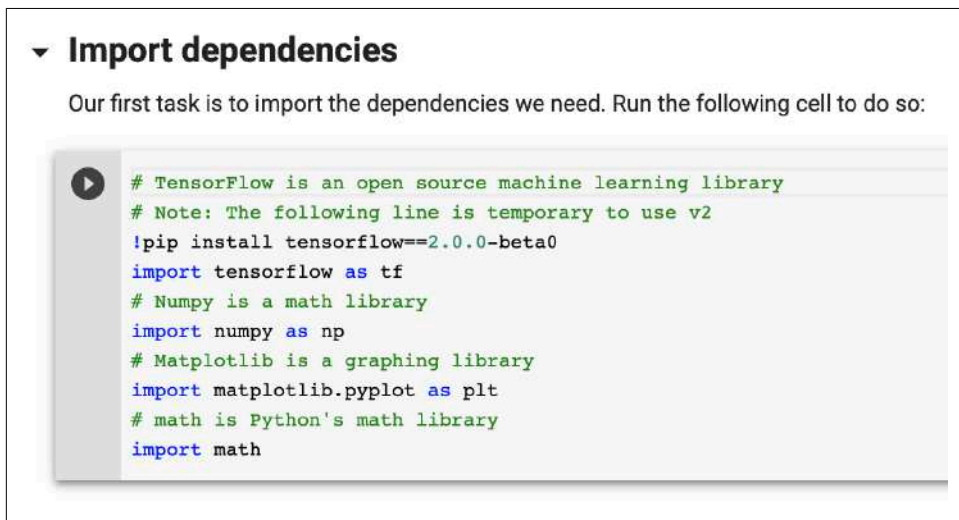 Import dependencies
Our first task is to import the dependencies we need. Run the following cell to do so:
# TensorFlow is an open source machine learning library
# Note: The following line is temporary to use v2
!pip install tensorflow==2.0.0-beta0
import tensorflow as tf
# Numpy is a math library
import numpy as np
# Matplotlib is a graphing library
import matplotlib.pyplot as plt
# math is Python's math library
import math